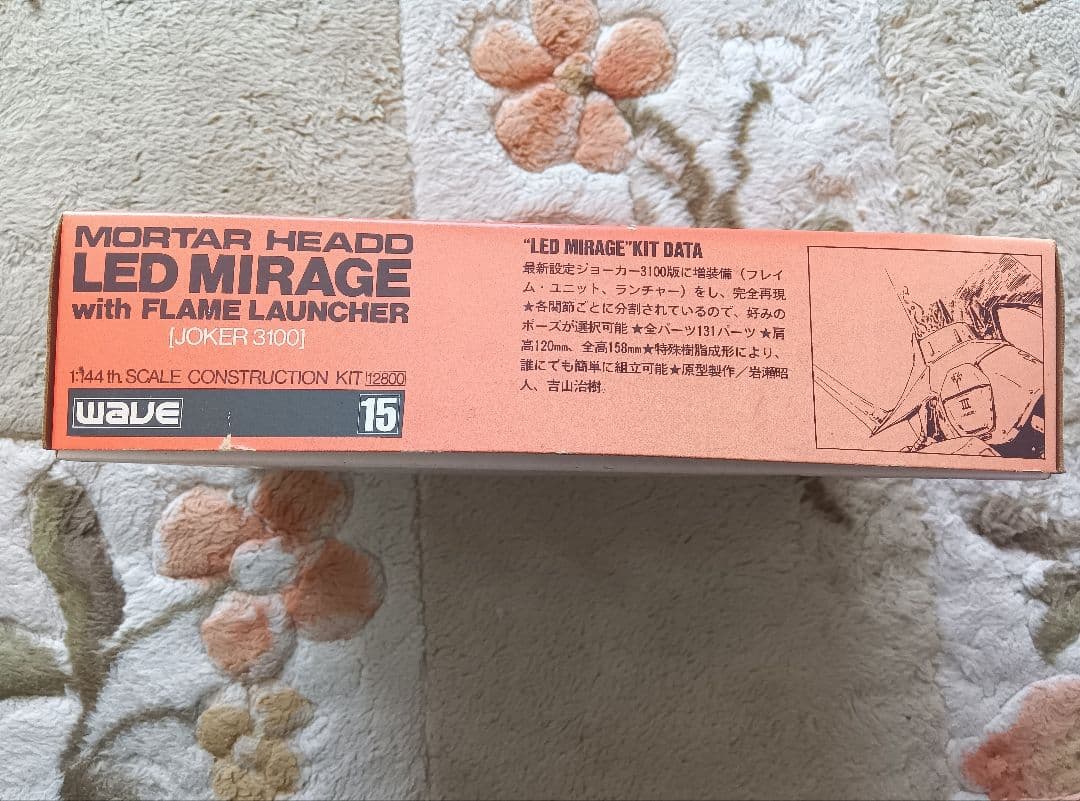 MORTAR HEADD
LED MIRAGE
with FLAME LAUNCHER
[JOKER 3100]
1:144 th. SCALE CONSTRUCTION KIT 12800
wave 15
"LED MIRAGE"KIT DATA
最新設定ジョーカー3100版に増装備（フレイ
ム・ユニット、ランチャー）をし、完全再現
★各関節ごとに分割されているので、好みの
ポーズが選択可能★全パーツ131パーツ★肩
高120mm、全高158mm★特殊樹脂成形により、
誰にでも簡単に組立可能★原型製作／岩瀬昭
人、吉山治樹.
III